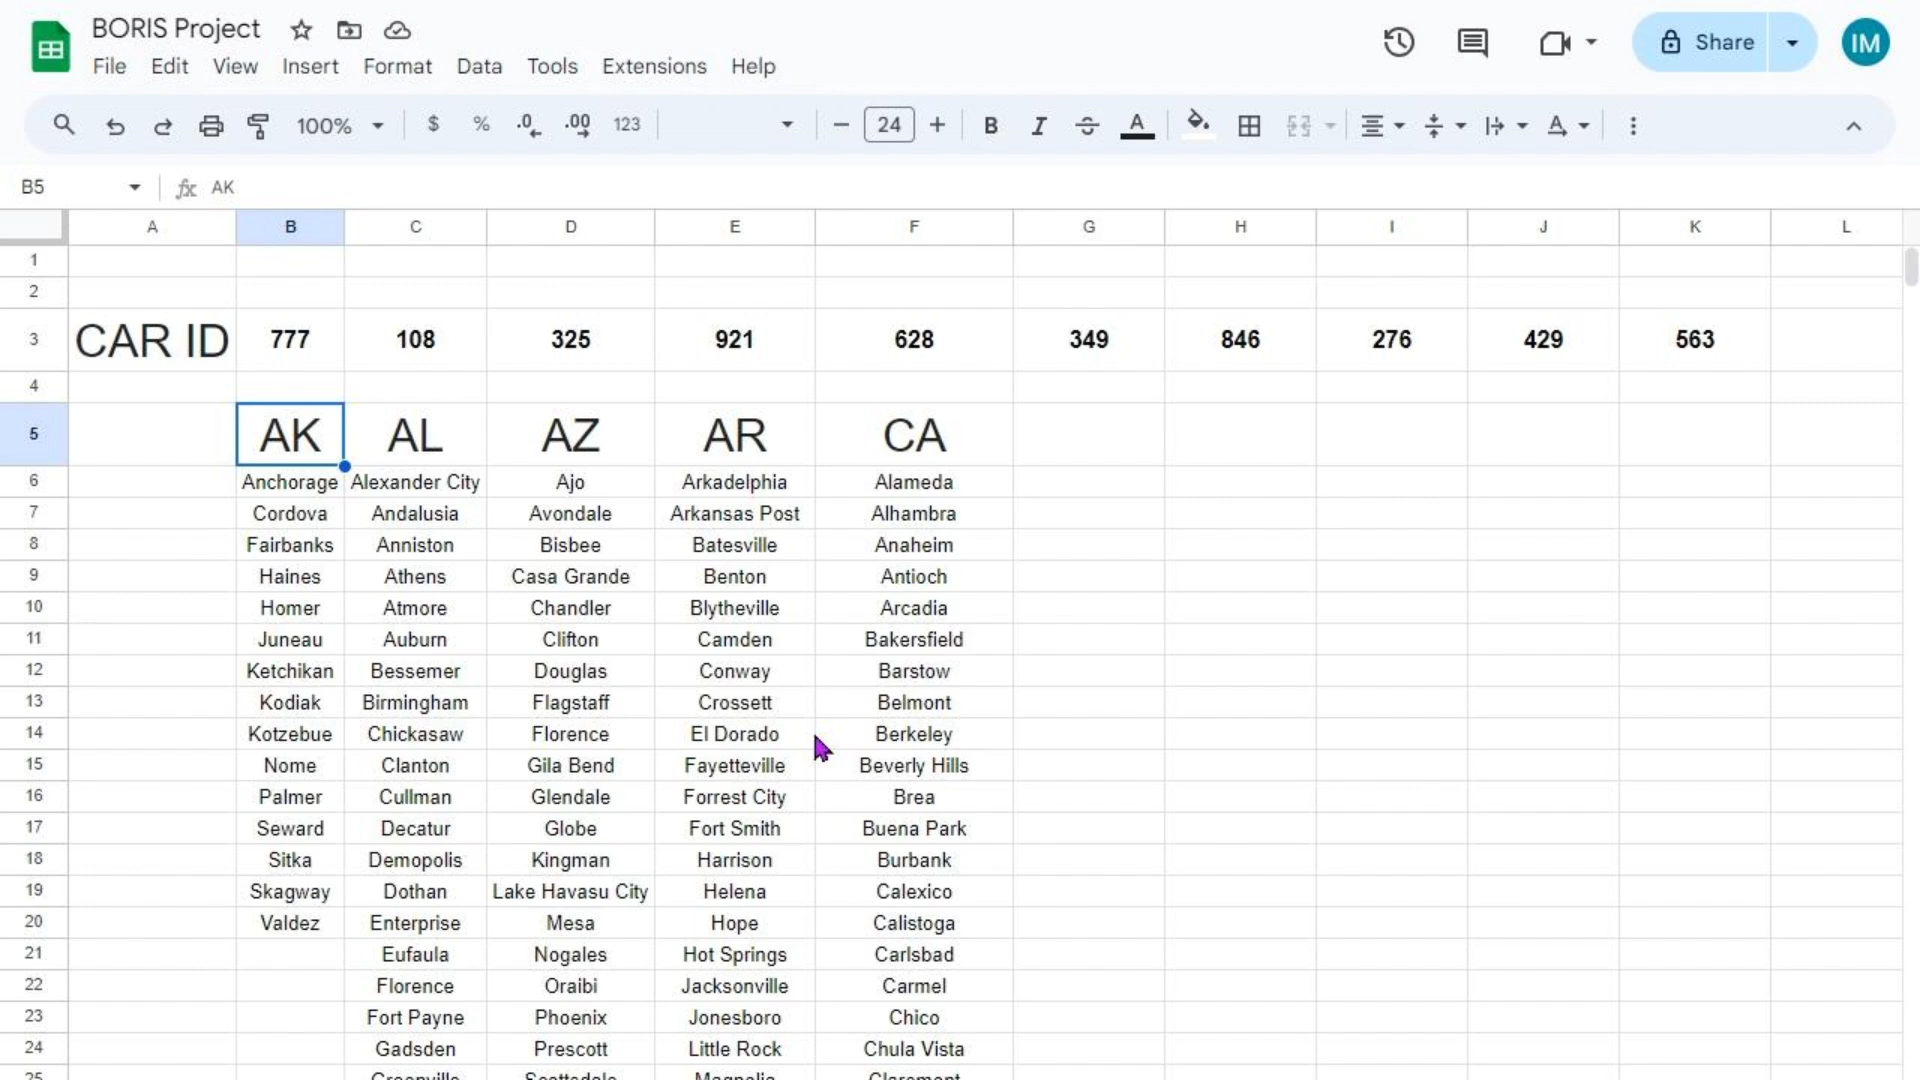 BORIS Project
File Edit View Insert Format Data Tools Extensions Help
Share
IM
100% $ % .0 .00 123 24 B I A A
B5 fx AK
A B C D E F G H I J K L
1
2
3 CAR ID 777 108 325 921 628 349 846 276 429 563
4
5 AK AL AZ AR CA
6 Anchorage Alexander City Ajo Arkadelphia Alameda
7 Cordova Andalusia Avondale Arkansas Post Alhambra
8 Fairbanks Anniston Bisbee Batesville Anaheim
9 Haines Athens Casa Grande Benton Antioch
10 Homer Atmore Chandler Blytheville Arcadia
11 Juneau Auburn Clifton Camden Bakersfield
12 Ketchikan Bessemer Douglas Conway Barstow
13 Kodiak Birmingham Flagstaff Crossett Belmont
14 Kotzebue Chickasaw Florence El Dorado Berkeley
15 Nome Clanton Gila Bend Fayetteville Beverly Hills
16 Palmer Cullman Glendale Forrest City Brea
17 Seward Decatur Globe Fort Smith Buena Park
18 Sitka Demopolis Kingman Harrison Burbank
19 Skagway Dothan Lake Havasu City Helena Calexico
20 Valdez Enterprise Mesa Hope Calistoga
21 Eufaula Nogales Hot Springs Carlsbad
22 Florence Oraibi Jacksonville Carmel
23 Fort Payne Phoenix Jonesboro Chico
24 Gadsden Prescott Little Rock Chula Vista
25 Greenville Scottsdale Magnolia Claremont